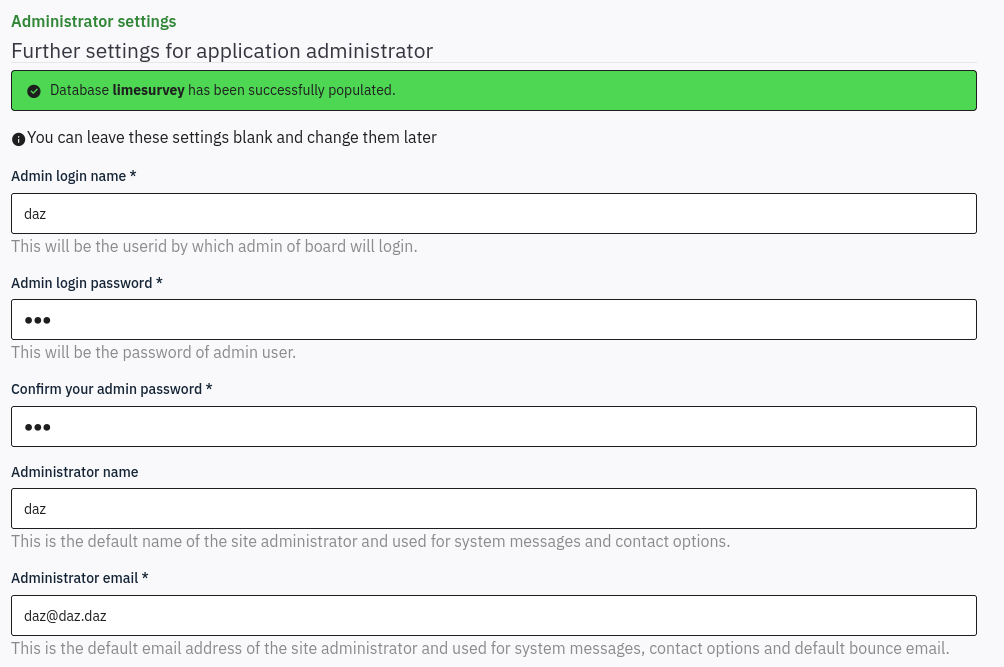 Administrator settings
Further settings for application administrator
Database limesurvey has been successfully populated.
You can leave these settings blank and change them later
Admin login name *
daz
This will be the userid by which admin of board will login.
Admin login password *
●●●
This will be the password of admin user.
Confirm your admin password *
●●●
Administrator name
daz
This is the default name of the site administrator and used for system messages and contact options.
Administrator email *
daz@daz.daz
This is the default email address of the site administrator and used for system messages, contact options and default bounce email.